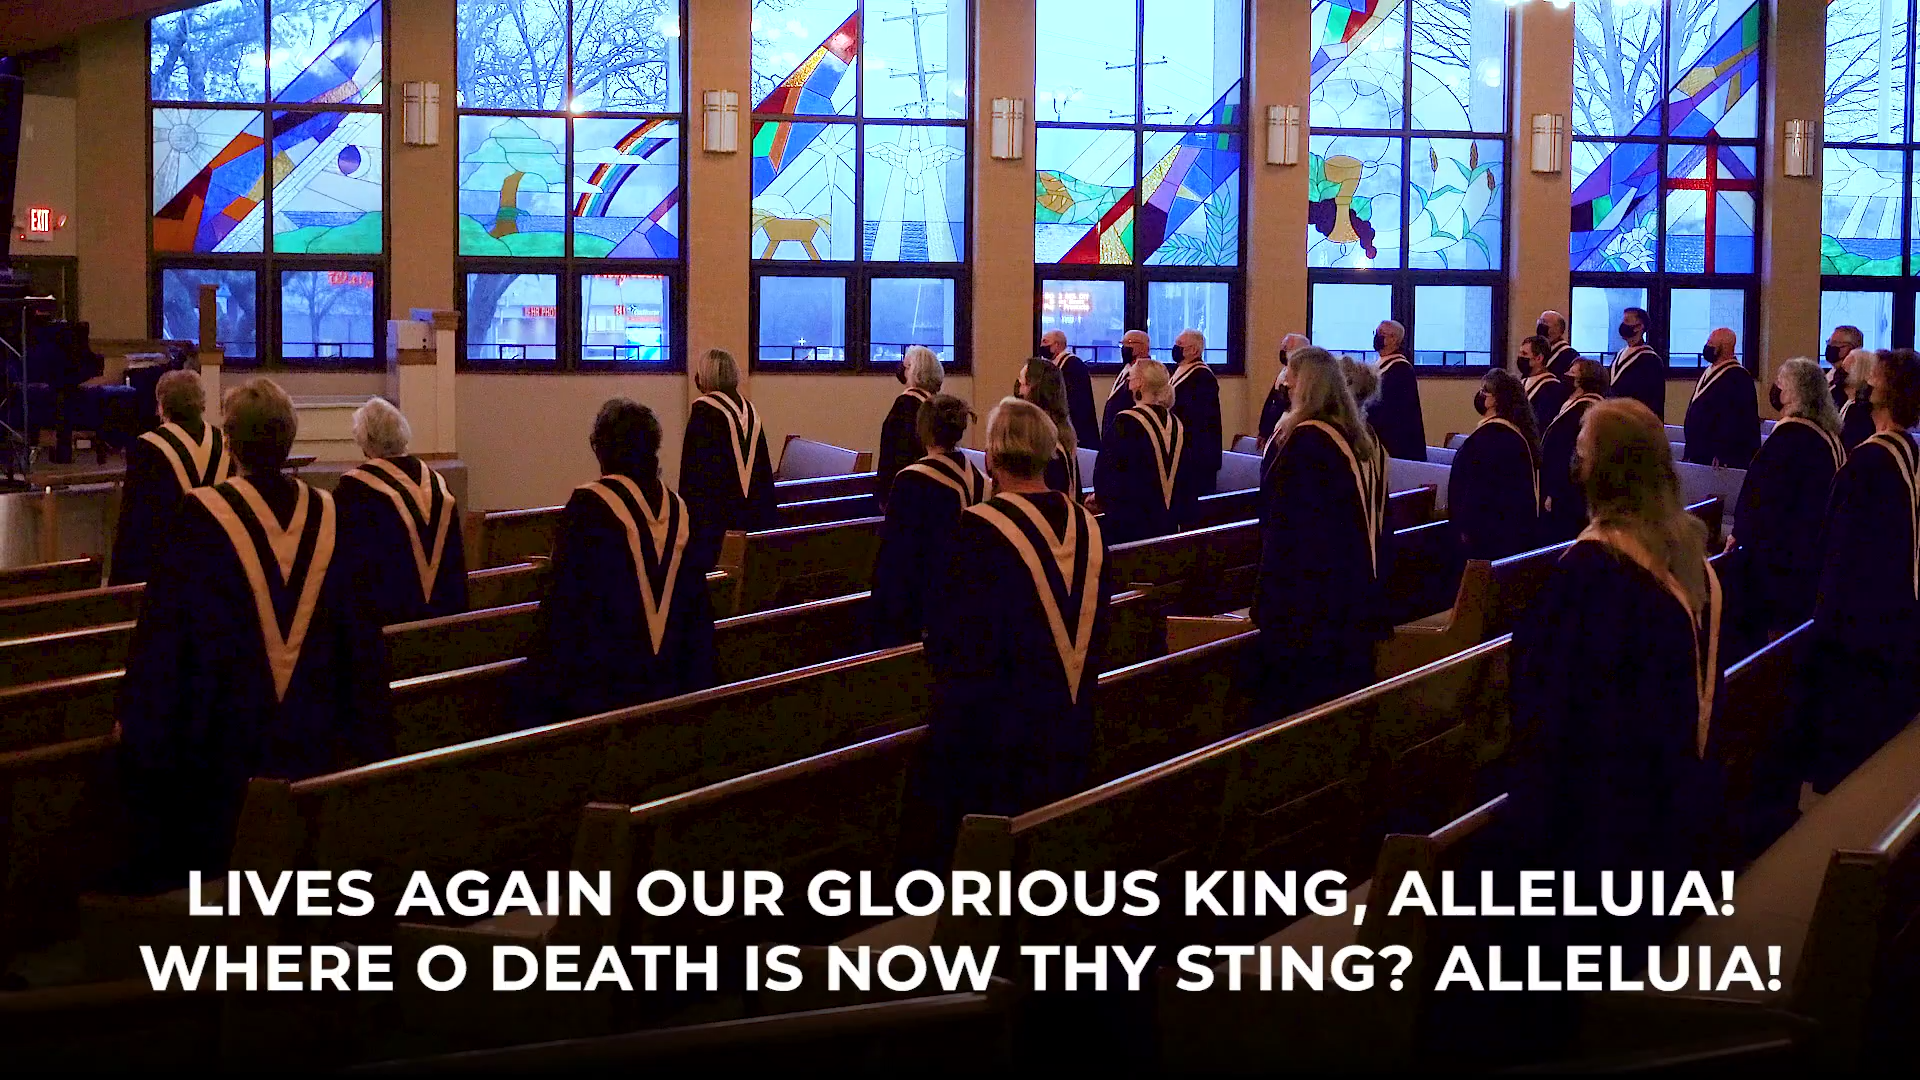 EXIT
LIVES AGAIN OUR GLORIOUS KING, ALLELUIA!
WHERE O DEATH IS NOW THY STING? ALLELUIA!